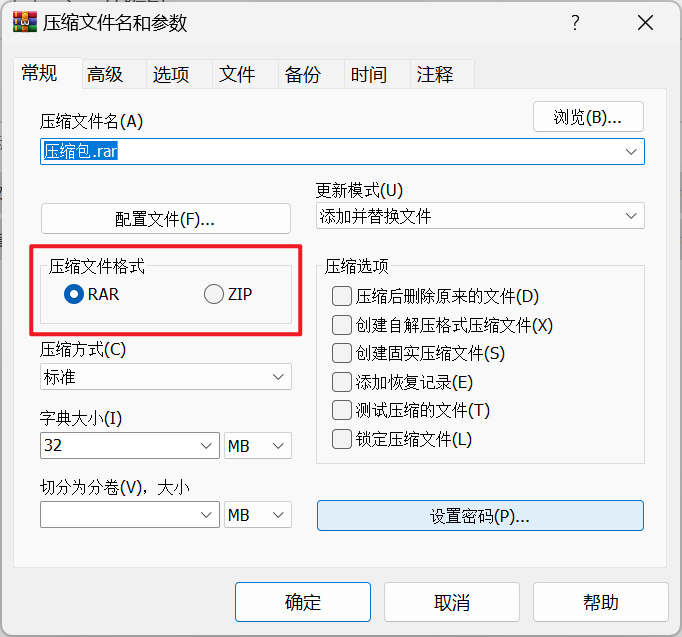 压缩文件名和参数
?
常规 高级 选项 文件 备份 时间 注释
压缩文件名(A)
浏览(B)...
压缩包.rar
更新模式(U)
配置文件(F)...
添加并替换文件
压缩文件格式
RAR ZIP
压缩选项
压缩后删除原来的文件(D)
创建自解压格式压缩文件(X)
创建固实压缩文件(S)
添加恢复记录(E)
测试压缩的文件(T)
锁定压缩文件(L)
压缩方式(C)
标准
字典大小(I)
32 MB
切分为分卷(V)，大小
MB
设置密码(P)...
确定 取消 帮助